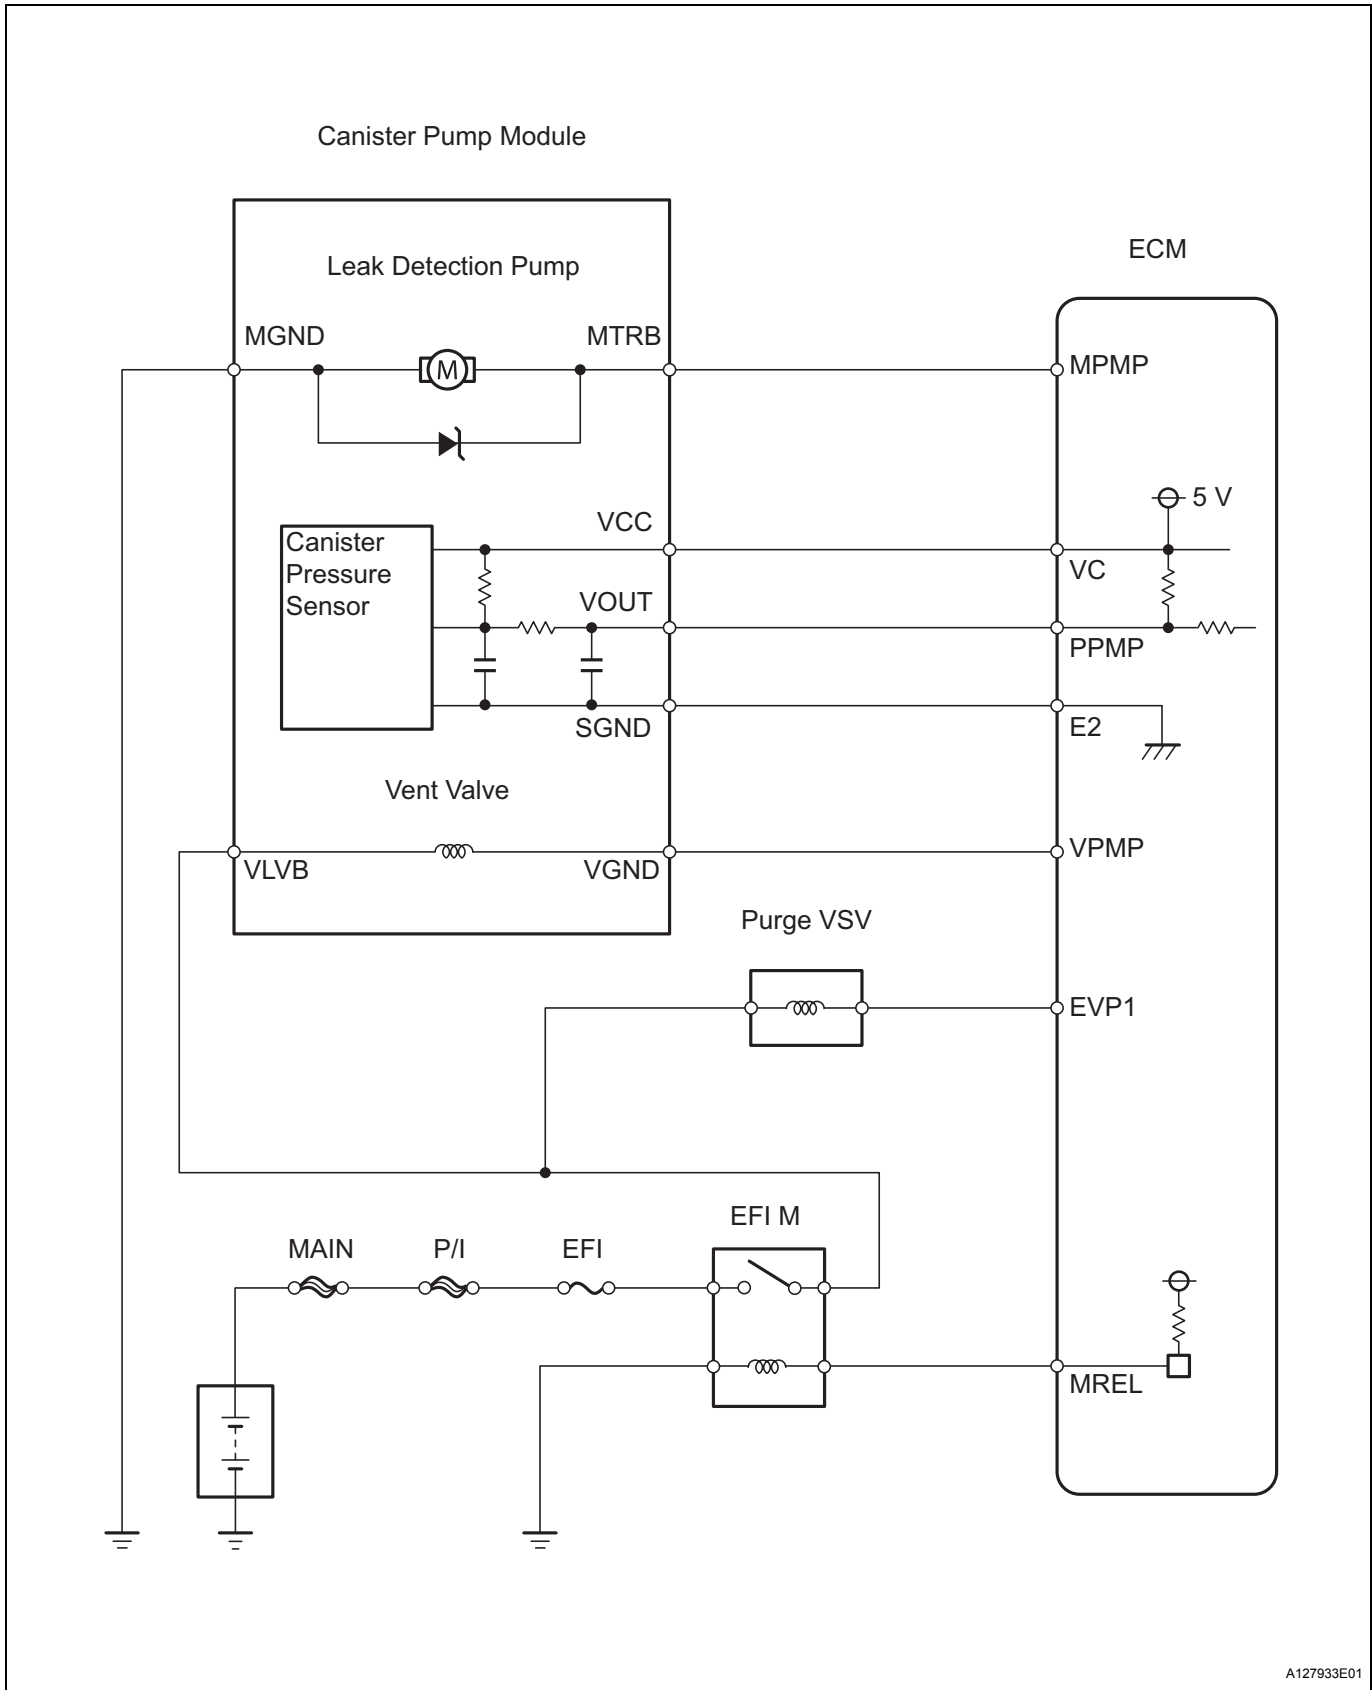 Canister Pump Module
ECM
Leak Detection Pump
MGND
MTRB
MPMP
M
5 V
VCC
VC
Canister
Pressure
Sensor
VOUT
PPMP
SGND
E2
Vent Valve
VLVB
VGND
VPMP
Purge VSV
EVP1
EFI M
MAIN
P/I
EFI
MREL
A127933E01